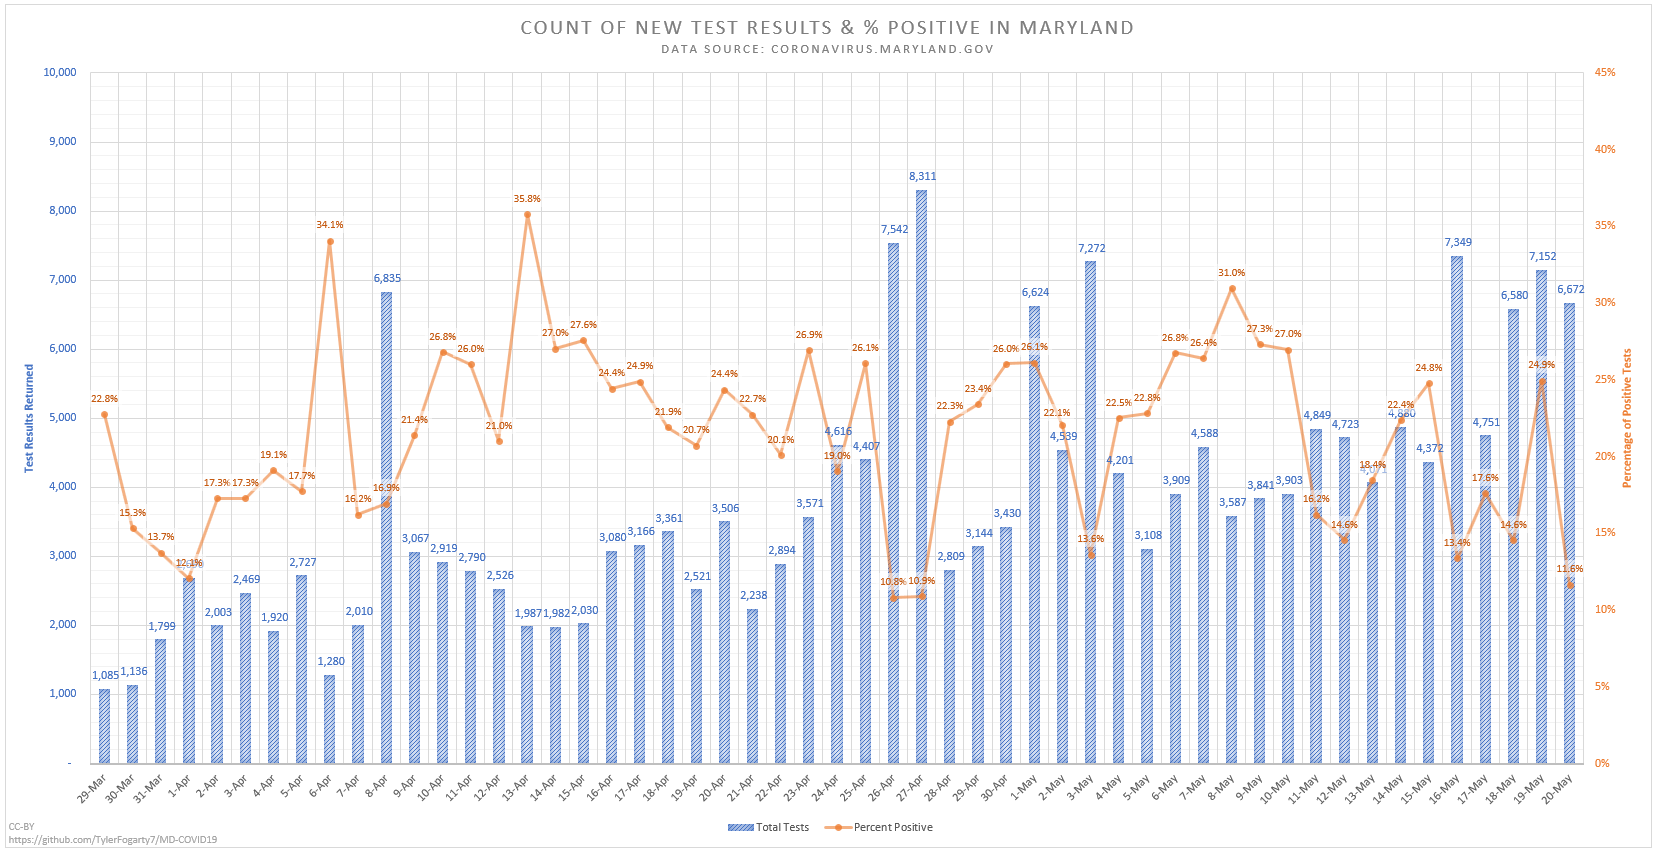 COUNT OF NEW TEST RESULTS & % POSITIVE IN MARYLAND
DATA SOURCE: CORONAVIRUS.MARYLAND.GOV
10,000
9,000
8,000
7,000
6,000
5,000
4,000
3,000
2,000
1,000
-
Test Results Returned
45%
40%
35%
30%
25%
20%
15%
10%
5%
0%
Percentage of Positive Tests
22.8% 15.3% 13.7% 12.1% 17.3% 17.3% 19.1% 17.7% 34.1% 16.2% 16.9% 21.4% 26.8% 26.0% 21.0% 35.8% 27.0% 27.6% 24.4% 24.9% 21.9% 20.7% 24.4% 22.7% 20.1% 26.9% 19.0% 26.1% 10.8% 10.9% 22.3% 23.4% 26.0% 26.1% 22.1% 13.6% 22.5% 22.8% 26.8% 26.4% 31.0% 27.3% 27.0% 16.2% 14.6% 18.4% 22.4% 24.8% 13.4% 17.6% 14.6% 24.9% 11.6%
1,085 1,136 1,799 2,003 2,469 1,920 2,727 1,280 2,010 6,835 3,067 2,919 2,790 2,526 1,987 1,982 2,030 3,080 3,166 3,361 2,521 3,506 2,238 2,894 3,571 4,616 4,407 7,542 8,311 2,809 3,144 3,430 6,624 4,539 7,272 4,201 3,108 3,909 4,588 3,587 3,841 3,903 4,849 4,723 4,880 4,372 7,349 4,751 6,580 7,152 6,672
29-Mar 30-Mar 31-Mar 1-Apr 2-Apr 3-Apr 4-Apr 5-Apr 6-Apr 7-Apr 8-Apr 9-Apr 10-Apr 11-Apr 12-Apr 13-Apr 14-Apr 15-Apr 16-Apr 17-Apr 18-Apr 19-Apr 20-Apr 21-Apr 22-Apr 23-Apr 24-Apr 25-Apr 26-Apr 27-Apr 28-Apr 29-Apr 30-Apr 1-May 2-May 3-May 4-May 5-May 6-May 7-May 8-May 9-May 10-May 11-May 12-May 13-May 14-May 15-May 16-May 17-May 18-May 19-May 20-May
Total Tests Percent Positive
CC-BY
https://github.com/TylerFogarty7/MD-COVID19